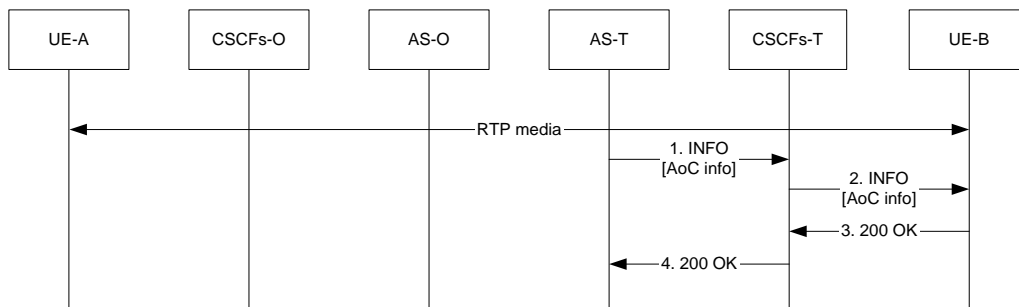 UE-A
CSCFs-O
AS-O
AS-T
CSCFs-T
UE-B
RTP media
1. INFO
[AoC info]
2. INFO
[AoC info]
3. 200 OK
4. 200 OK